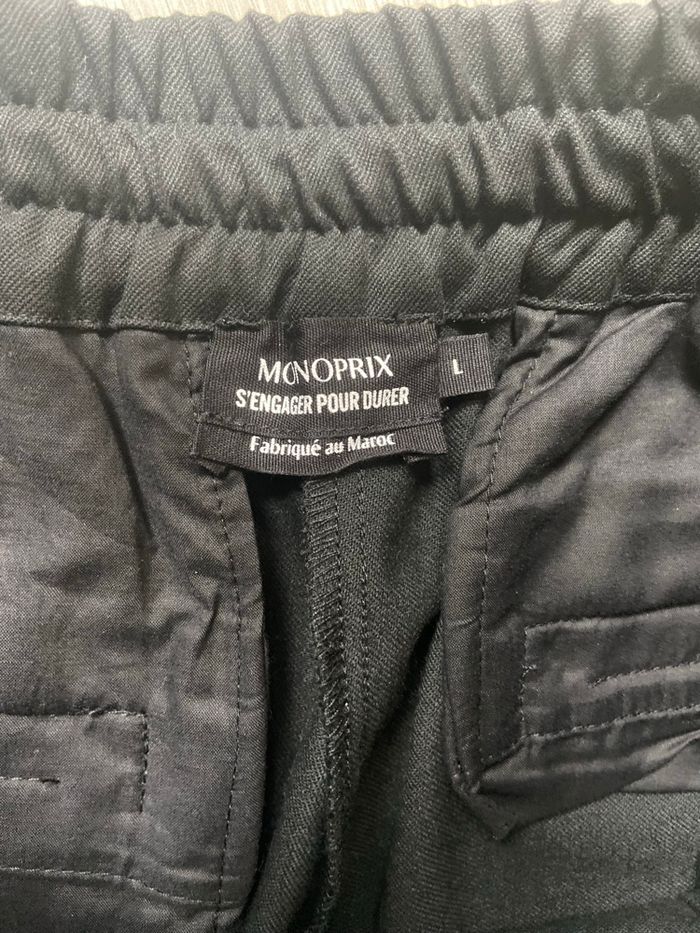 MONOPRIX
S'ENGAGER POUR DURER
Fabriqué au Maroc
L